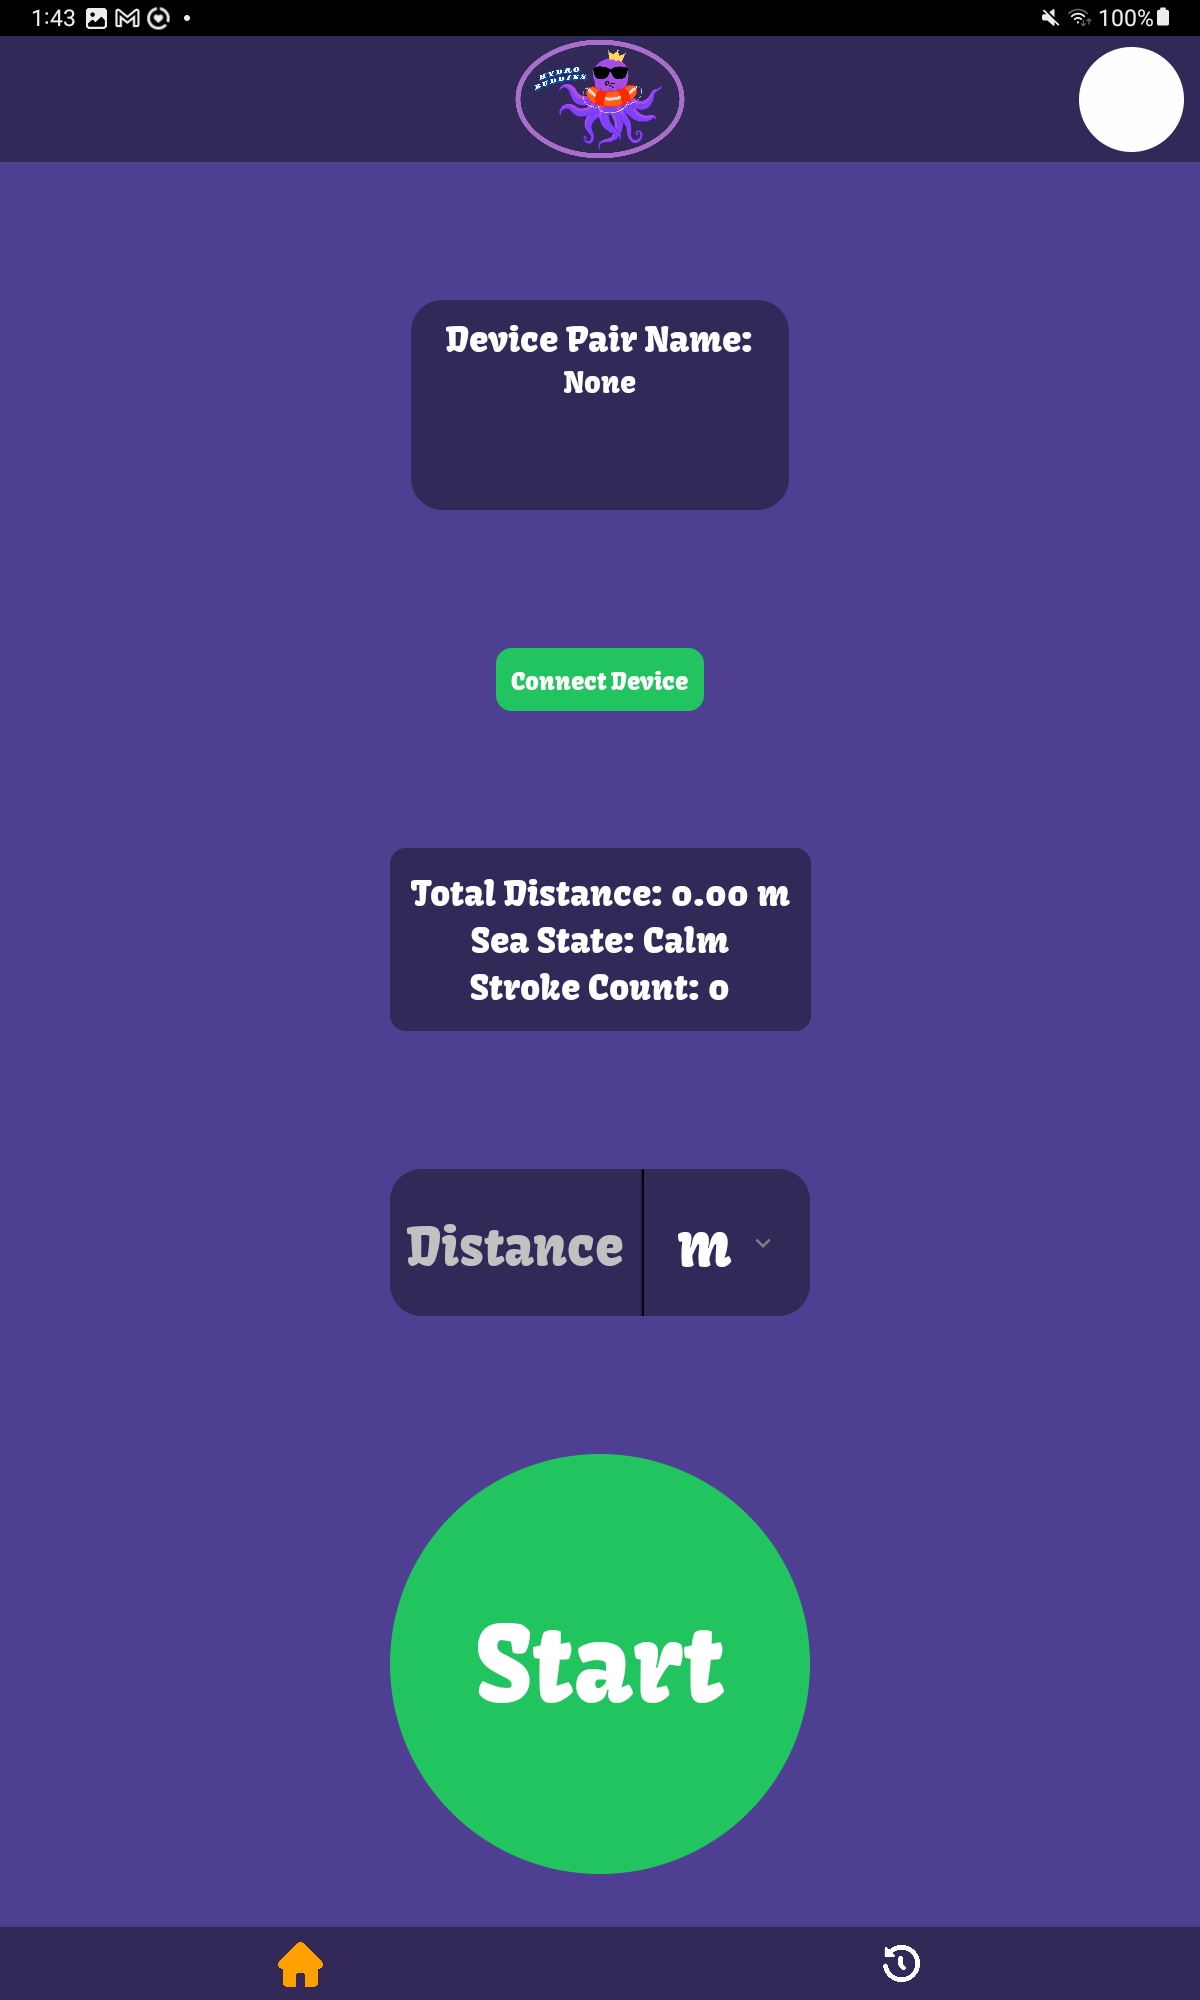 1:43
100%
HYDRO
BUDDIES
Device Pair Name:
None
Connect Device
Total Distance: 0.00 m
Sea State: Calm
Stroke Count: 0
Distance
m
Start